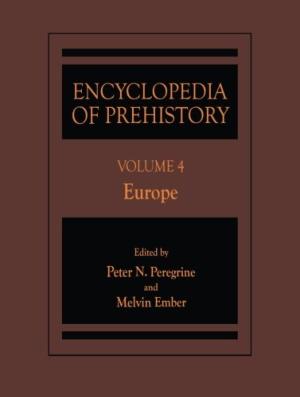 ENCYCLOPEDIA
OF PREHISTORY
VOLUME 4
Europe
Edited by
Peter N. Peregrine
and
Melvin Ember